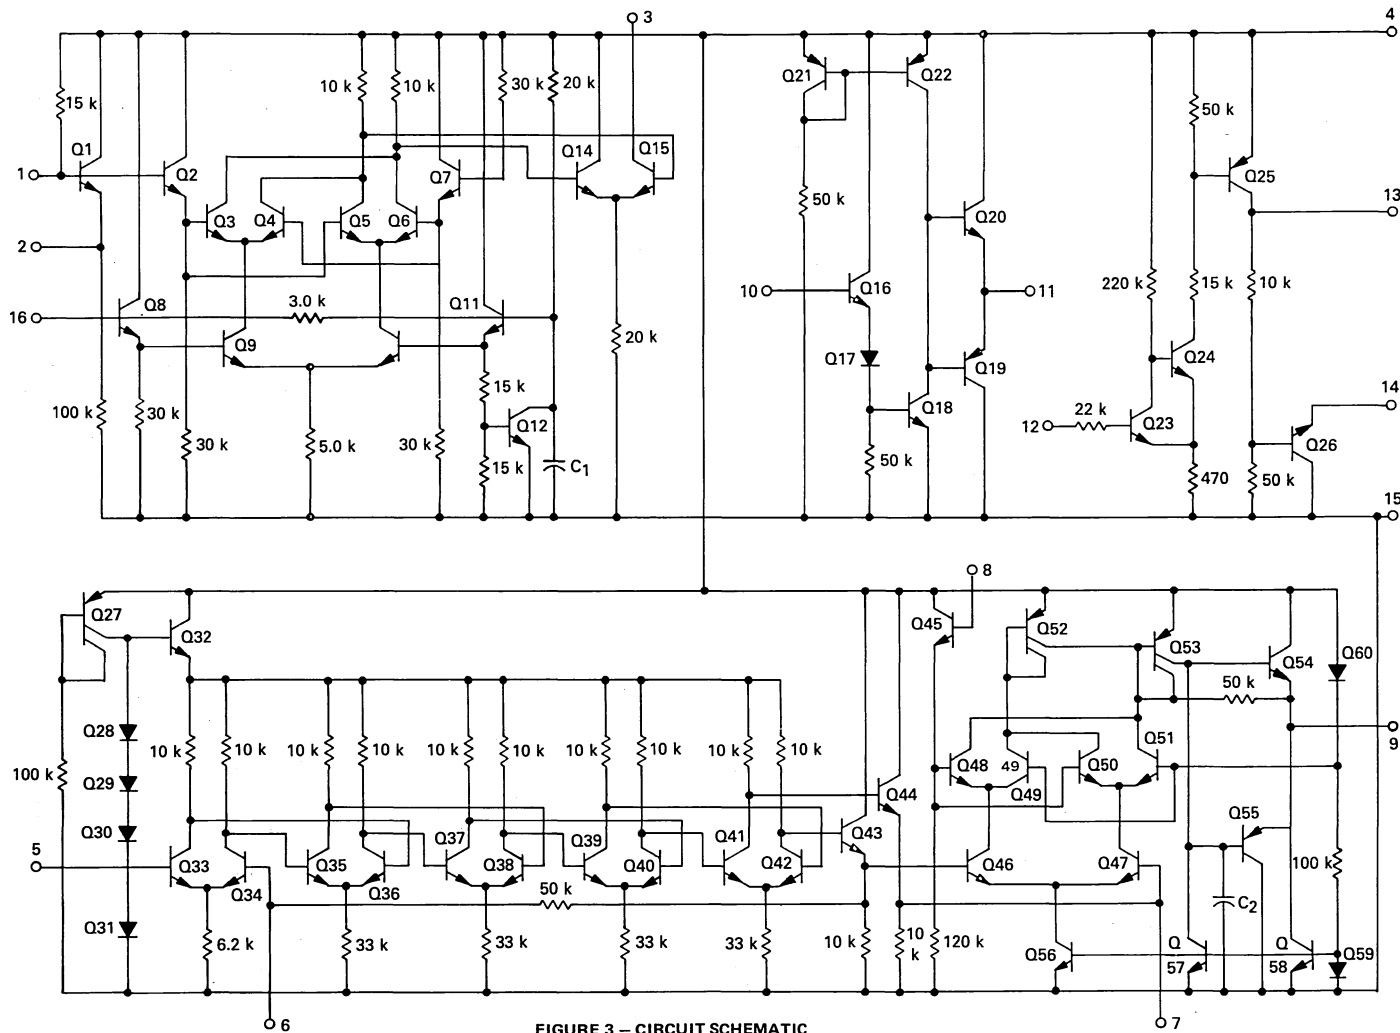 3
4
10 k
10 k
30 k
20 k
Q21
Q22
15 k
50 k
Q1
Q14
Q15
1
Q2
Q7
Q25
50 k
13
Q3
Q4
Q5
Q6
Q20
2
Q8
3.0 k
Q11
10
Q16
11
220 k
15 k
10 k
16
Q9
20 k
Q17
Q24
Q19
15 k
14
100 k
30 k
30 k
5.0 k
30 k
Q12
Q18
22 k
12
Q23
Q26
15 k
C1
50 k
470
50 k
15
8
Q27
Q32
Q45
Q52
Q53
Q54
Q60
50 k
Q28
9
10 k
10 k
10 k
10 k
10 k
10 k
10 k
10 k
10 k
10 k
Q51
100 k
Q29
Q48
49
Q49
Q50
Q44
Q30
Q43
Q55
5
Q33
Q34
Q35
Q36
Q37
Q38
Q39
Q40
Q41
Q42
Q46
Q47
100 k
50 k
C2
Q31
6.2 k
33 k
33 k
33 k
33 k
10 k
10
k
120 k
Q56
Q
57
Q
58
Q59
6
7
FIGURE 3 – CIRCUIT SCHEMATIC